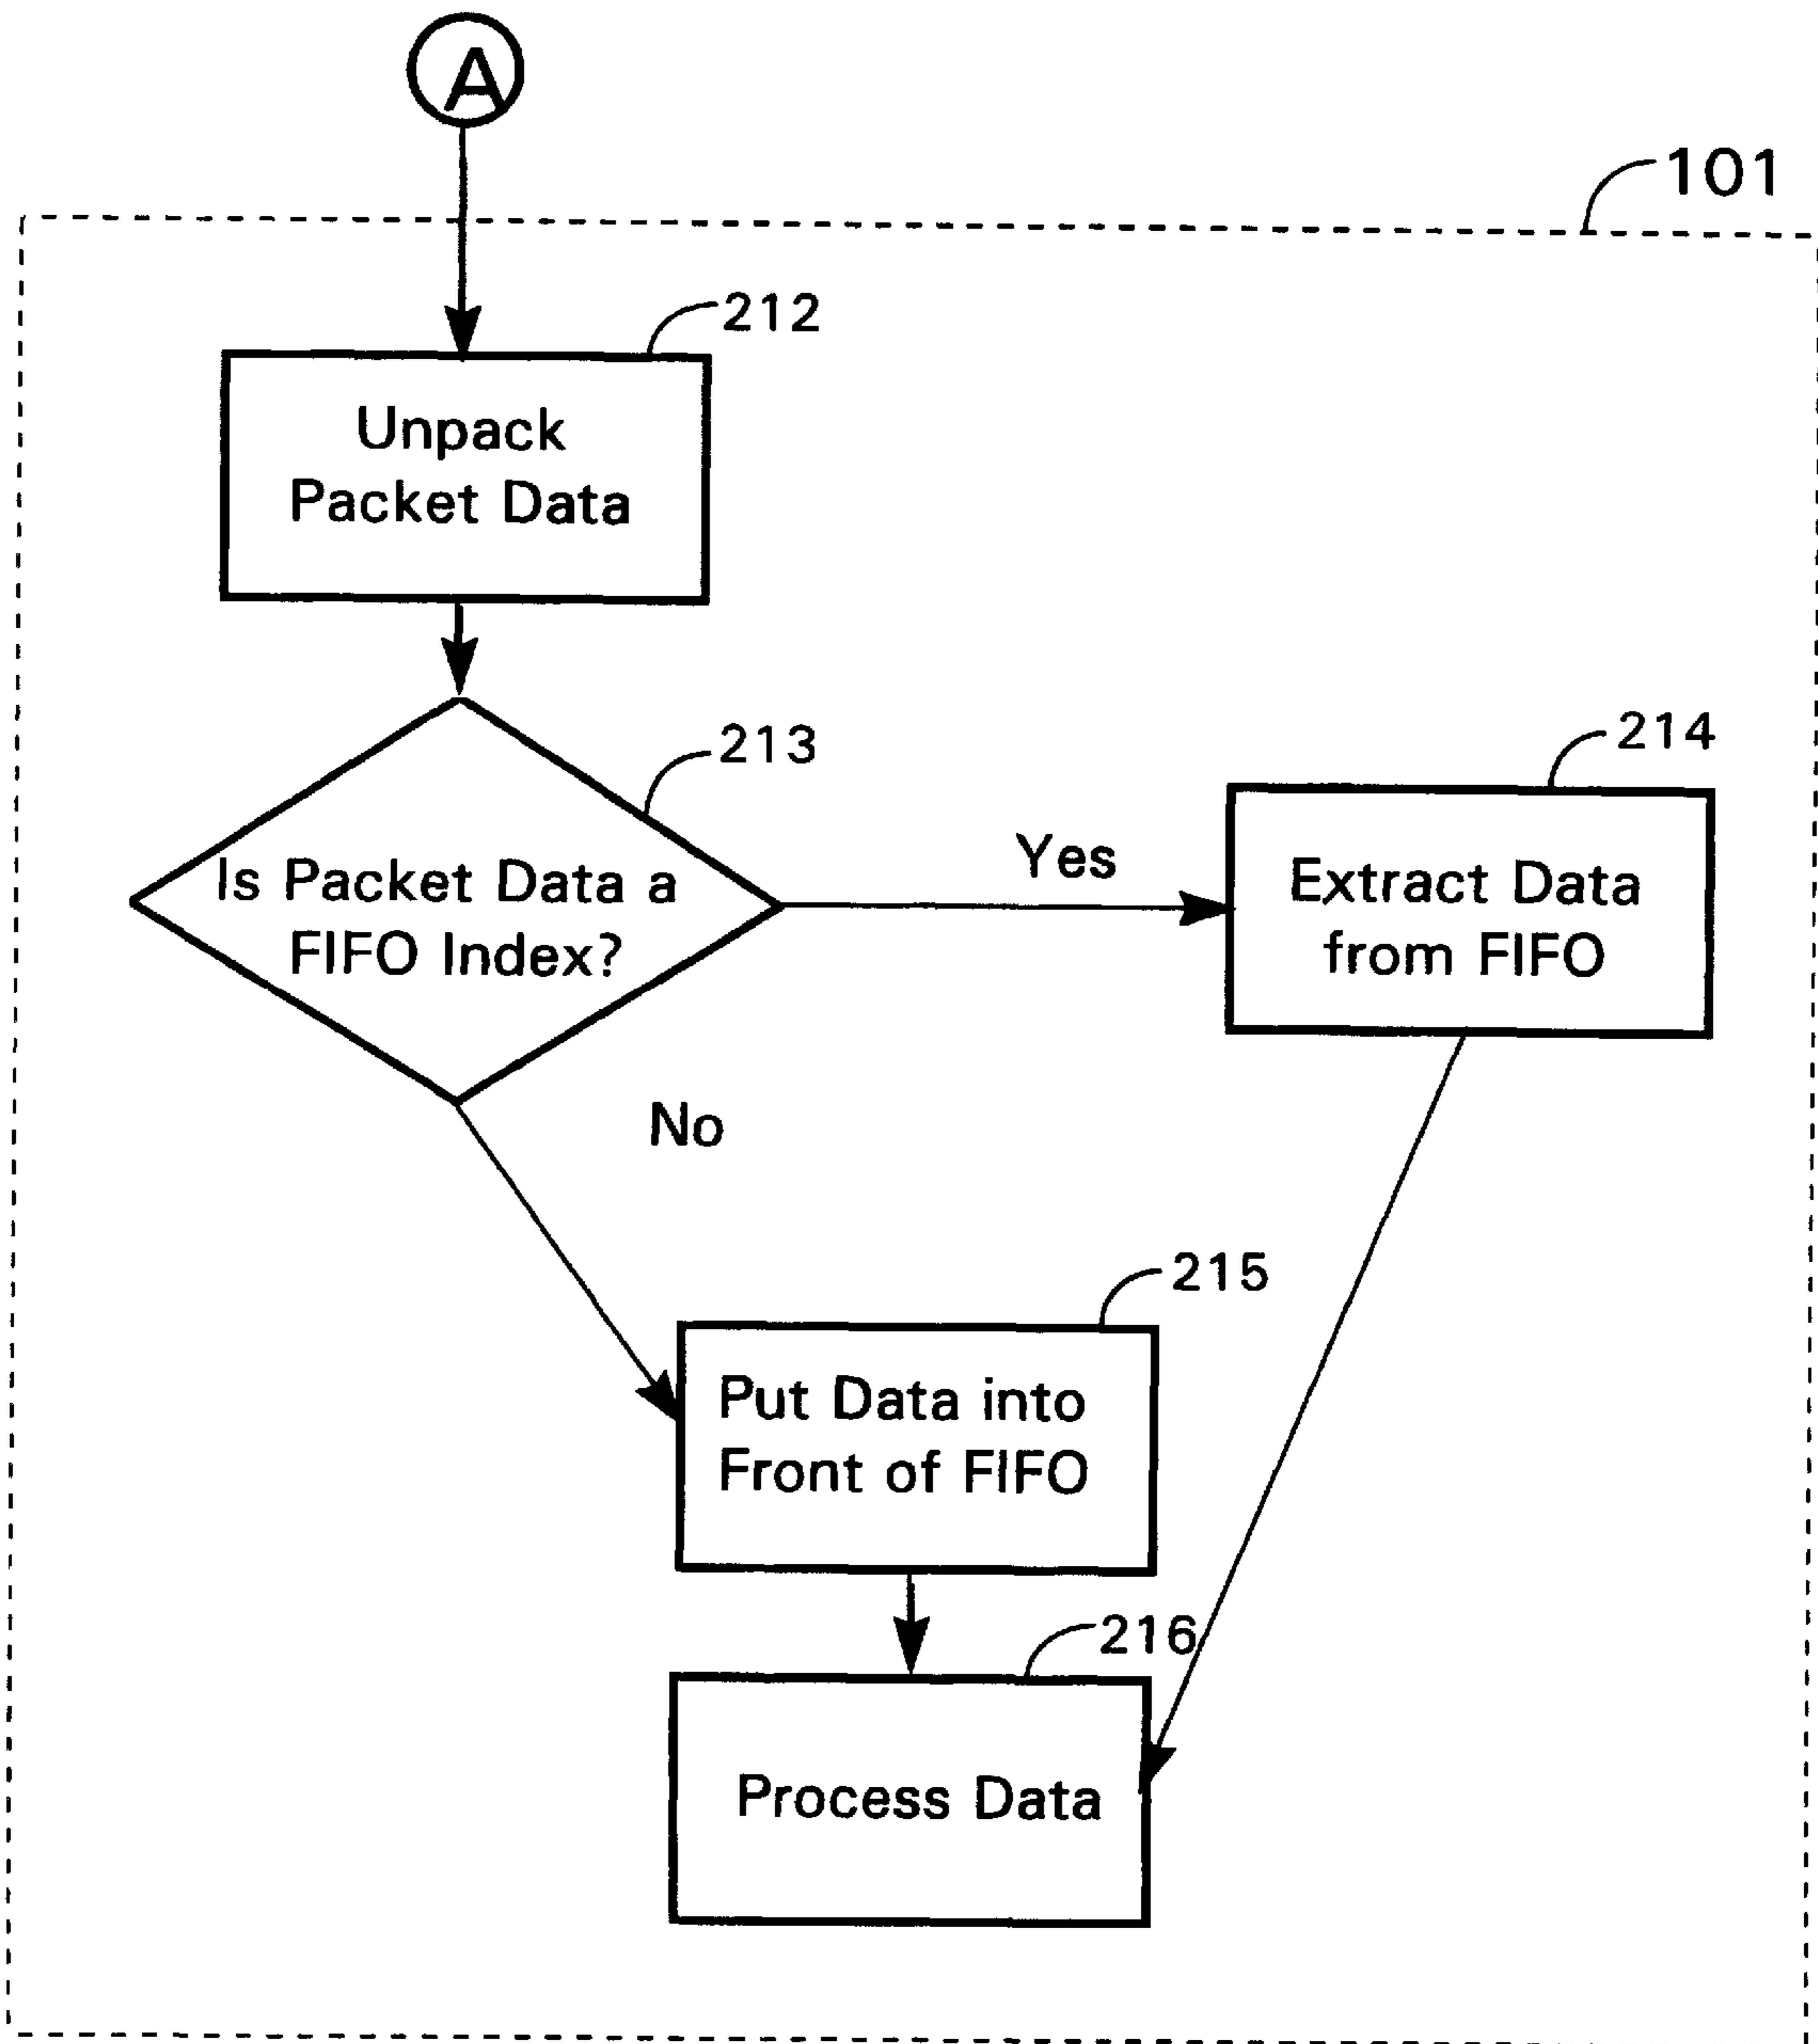 A
101
212
Unpack
Packet Data
213
Is Packet Data a
FIFO Index?
Yes
214
Extract Data
from FIFO
No
215
Put Data into
Front of FIFO
216
Process Data